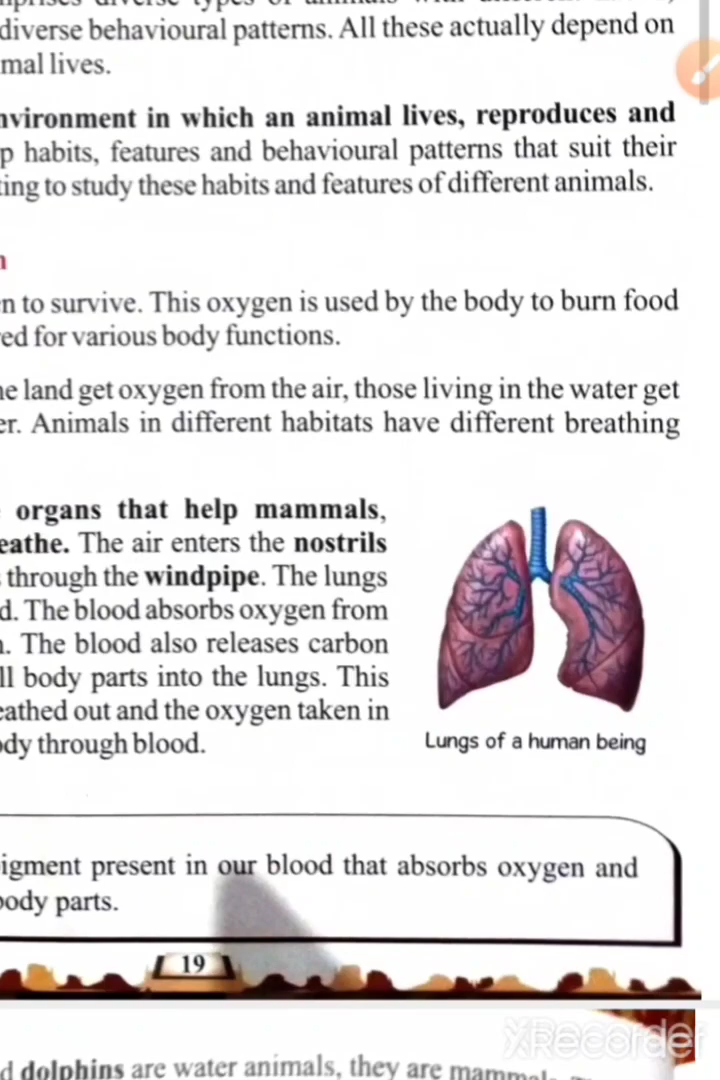 diverse behavioural patterns. All these actually depend on
mal lives.
nvironment in which an animal lives, reproduces and
p habits, features and behavioural patterns that suit their
ting to study these habits and features of different animals.
n
n to survive. This oxygen is used by the body to burn food
ed for various body functions.
e land get oxygen from the air, those living in the water get
er. Animals in different habitats have different breathing
organs that help mammals,
eathe. The air enters the nostrils
through the windpipe. The lungs
d. The blood absorbs oxygen from
. The blood also releases carbon
ll body parts into the lungs. This
eathed out and the oxygen taken in
ody through blood.
Lungs of a human being
igment present in our blood that absorbs oxygen and
body parts.
19
XRecorder
d dolphins are water animals, they are mammals